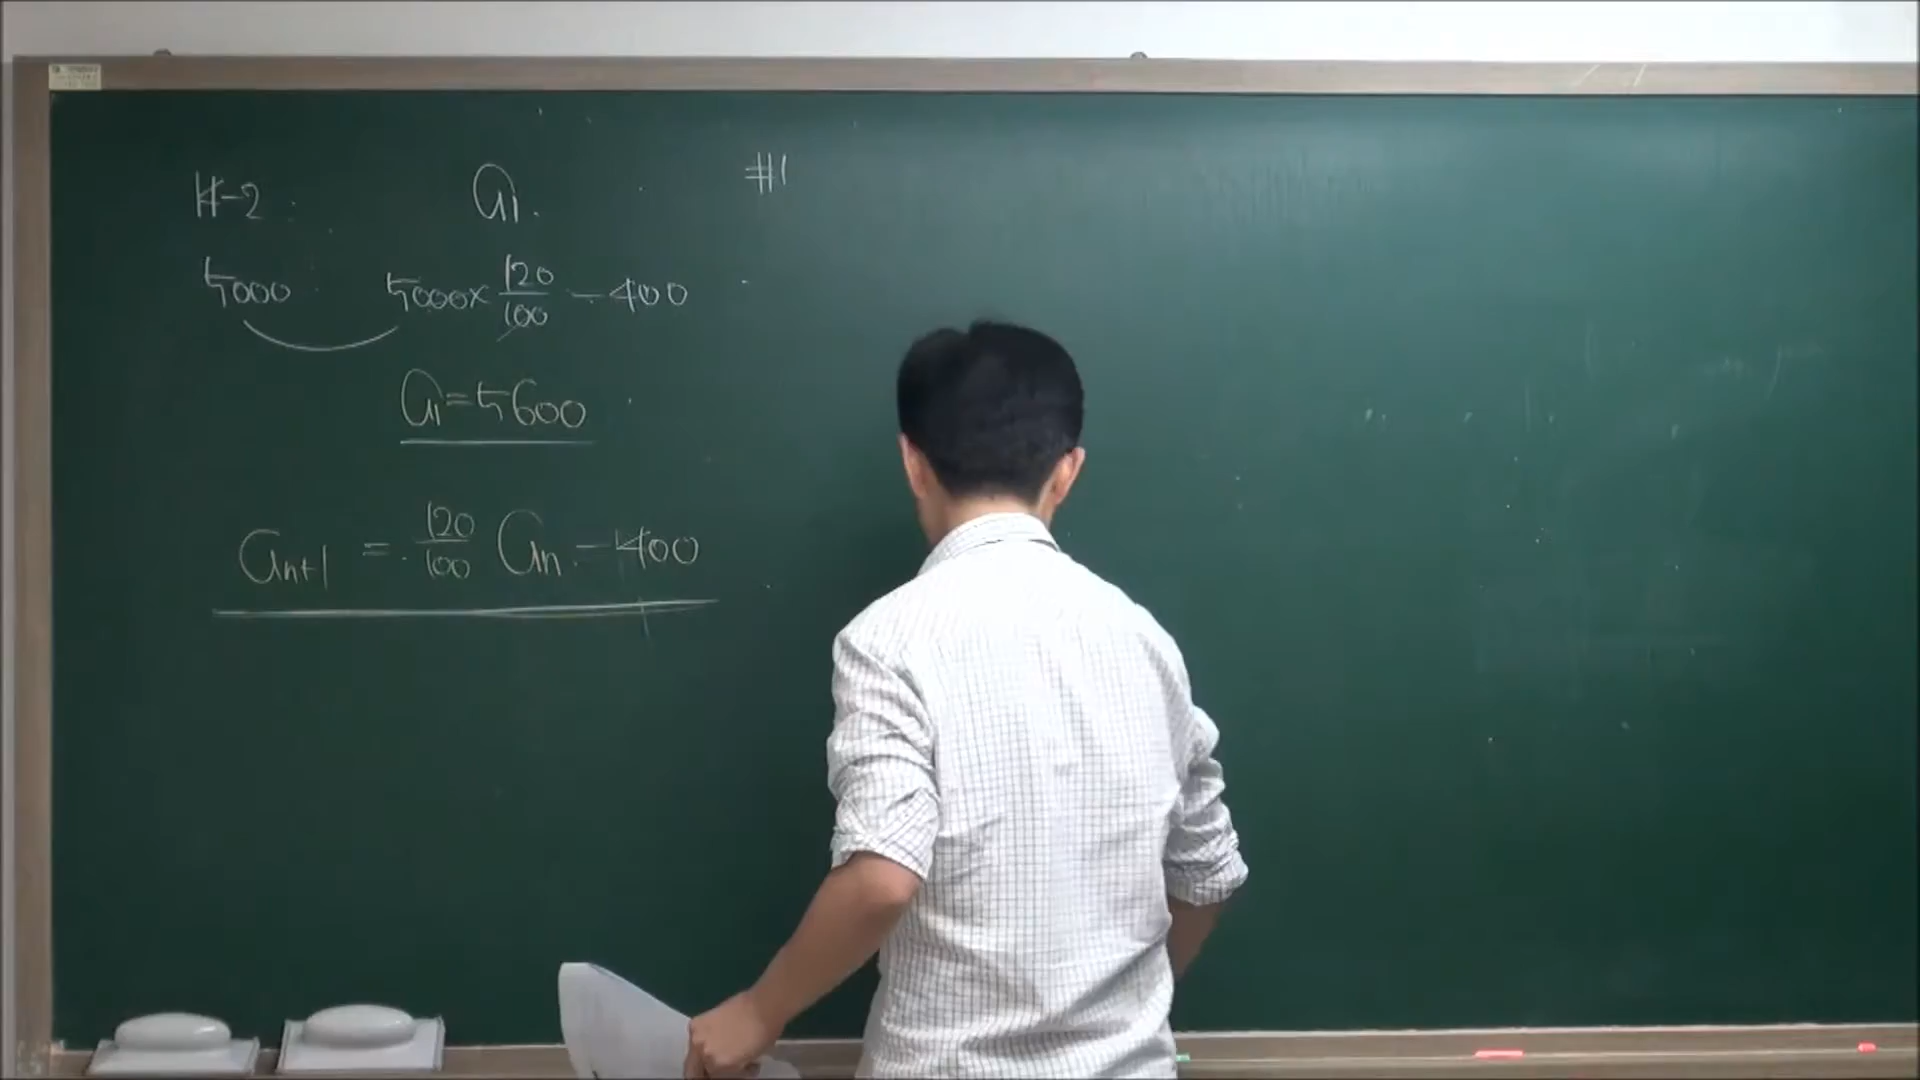 H-2 a₁.
5000 5000× 120/100 - 400
a₁=5600
aₙ₊₁ = 120/100 aₙ - 400
#1